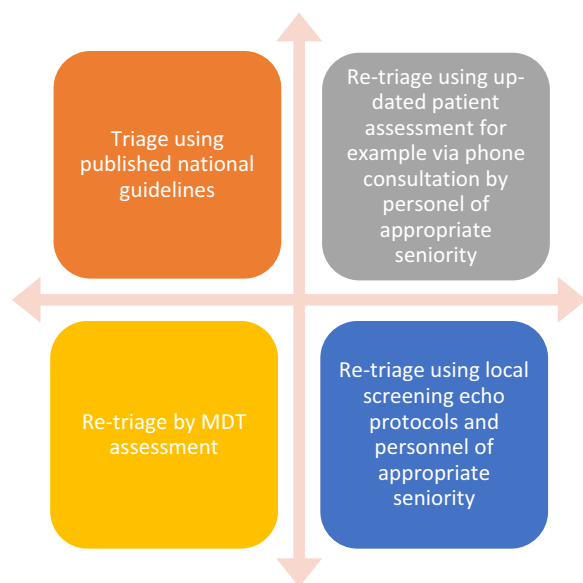 Triage using
published national
guidelines
Re-triage using up-
dated patient
assessment for
example via phone
consultation by
personel of
appropriate
seniority
Re-triage by MDT
assessment
Re-triage using local
screening echo
protocols and
personnel of
appropriate
seniority